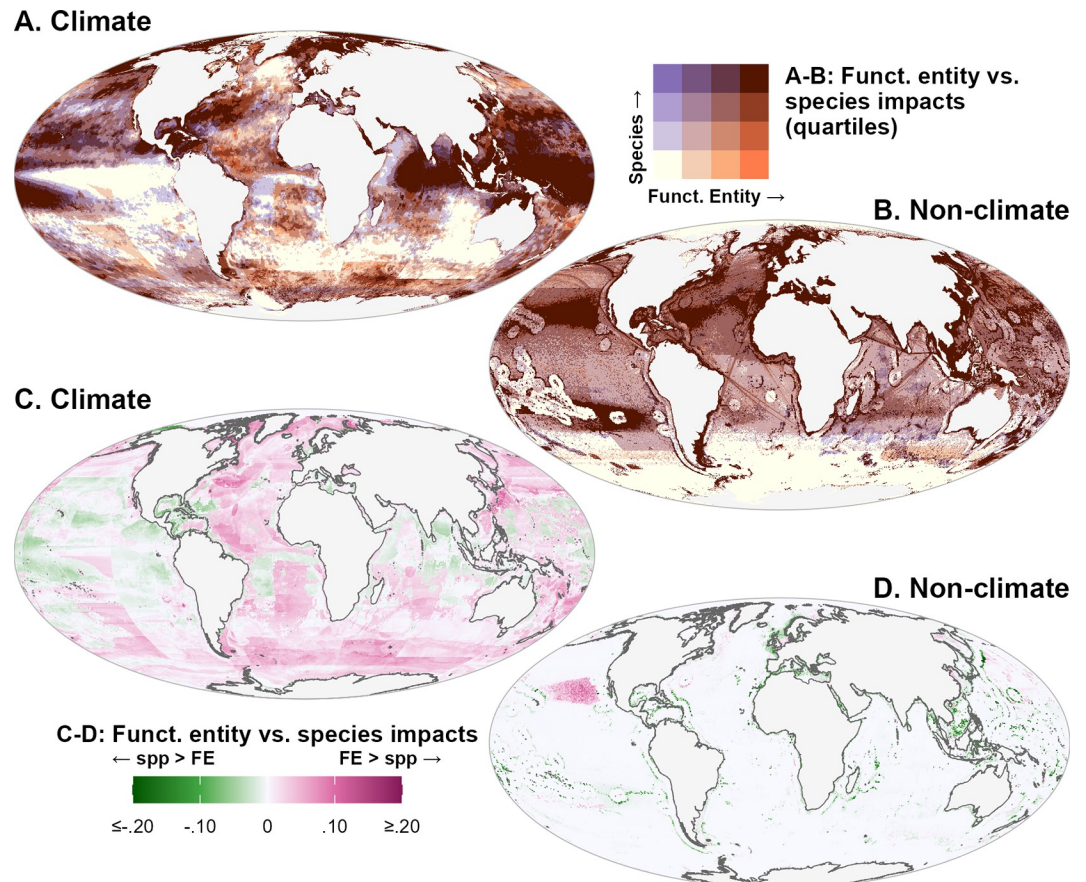 A. Climate
A-B: Funct. entity vs.
species impacts
(quartiles)
Species →
Funct. Entity →
B. Non-climate
C. Climate
D. Non-climate
C-D: Funct. entity vs. species impacts
← spp > FE FE > spp →
≤-.20 -.10 0 .10 ≥.20